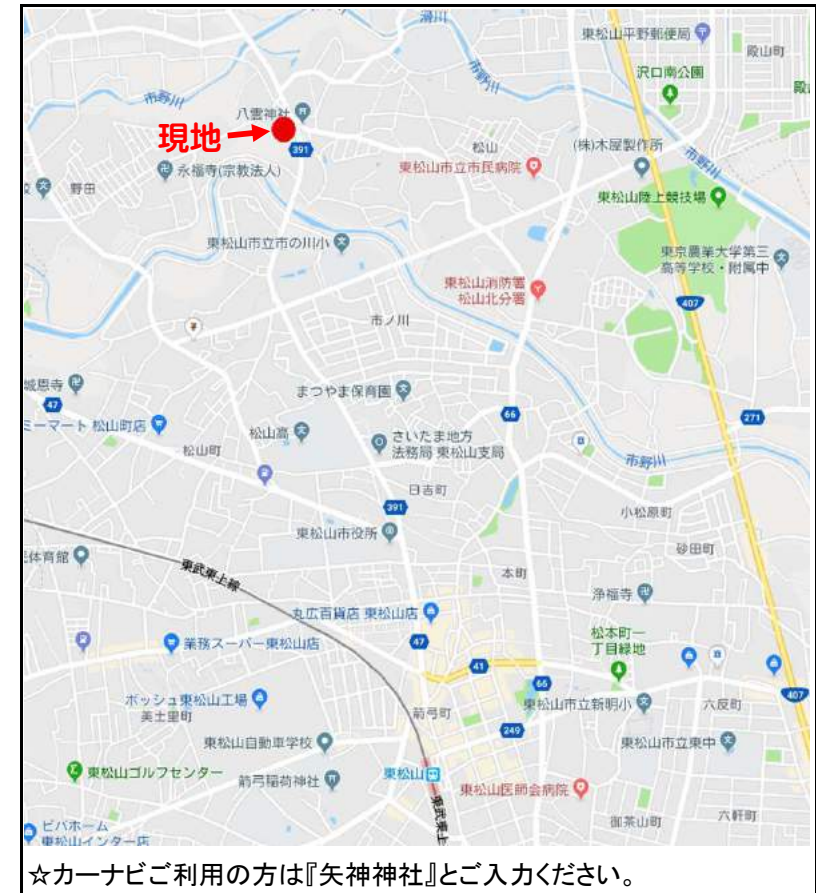 滑川
東松山平野郵便局
殿山町
沢口南公園
殿
市野川
市野川
八雲神社
現地
391
松山
(株)木屋製作所
市野川
東松山市立市民病院
永福寺(宗教法人)
野田
東松山陸上競技場
東松山市立市の川小
東京農業大学第三
高等学校・附属中
東松山消防署
松山北分署
407
市ノ川
城恩寺
47
まつやま保育園
ミーマート 松山町店
66
271
松山高
さいたま地方
法務局 東松山支局
松山町
市野川
日吉町
391
小松原町
東松山市役所
砂田町
体育館
東武東上線
本町
浄福寺
丸広百貨店 東松山店
松本町一
丁目緑地
業務スーパー東松山店
47
41
66
407
ボッシュ東松山工場
美土里町
箭弓町
東松山市立新明小
六反町
249
東松山自動車学校
東松山市立東中
東松山ゴルフセンター
箭弓稲荷神社
東松山
東松山医師会病院
東武東上
御茶山町
六軒町
ビバホーム
東松山インター店
☆カーナビご利用の方は『矢神神社』とご入力ください。